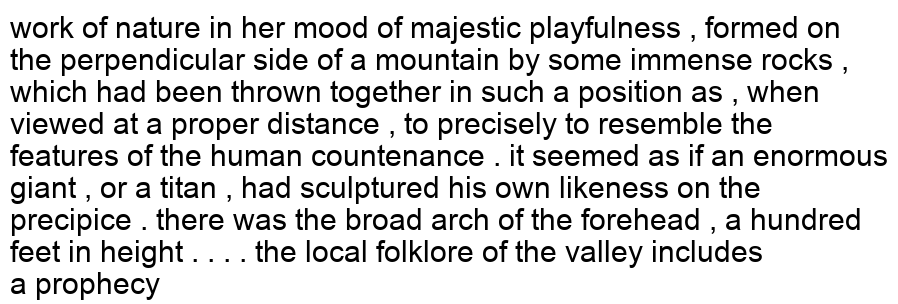 work of nature in her mood of majestic playfulness , formed on
the perpendicular side of a mountain by some immense rocks ,
which had been thrown together in such a position as , when
viewed at a proper distance , to precisely to resemble the
features of the human countenance . it seemed as if an enormous
giant , or a titan , had sculptured his own likeness on the
precipice . there was the broad arch of the forehead , a hundred
feet in height . . . . the local folklore of the valley includes
a prophecy